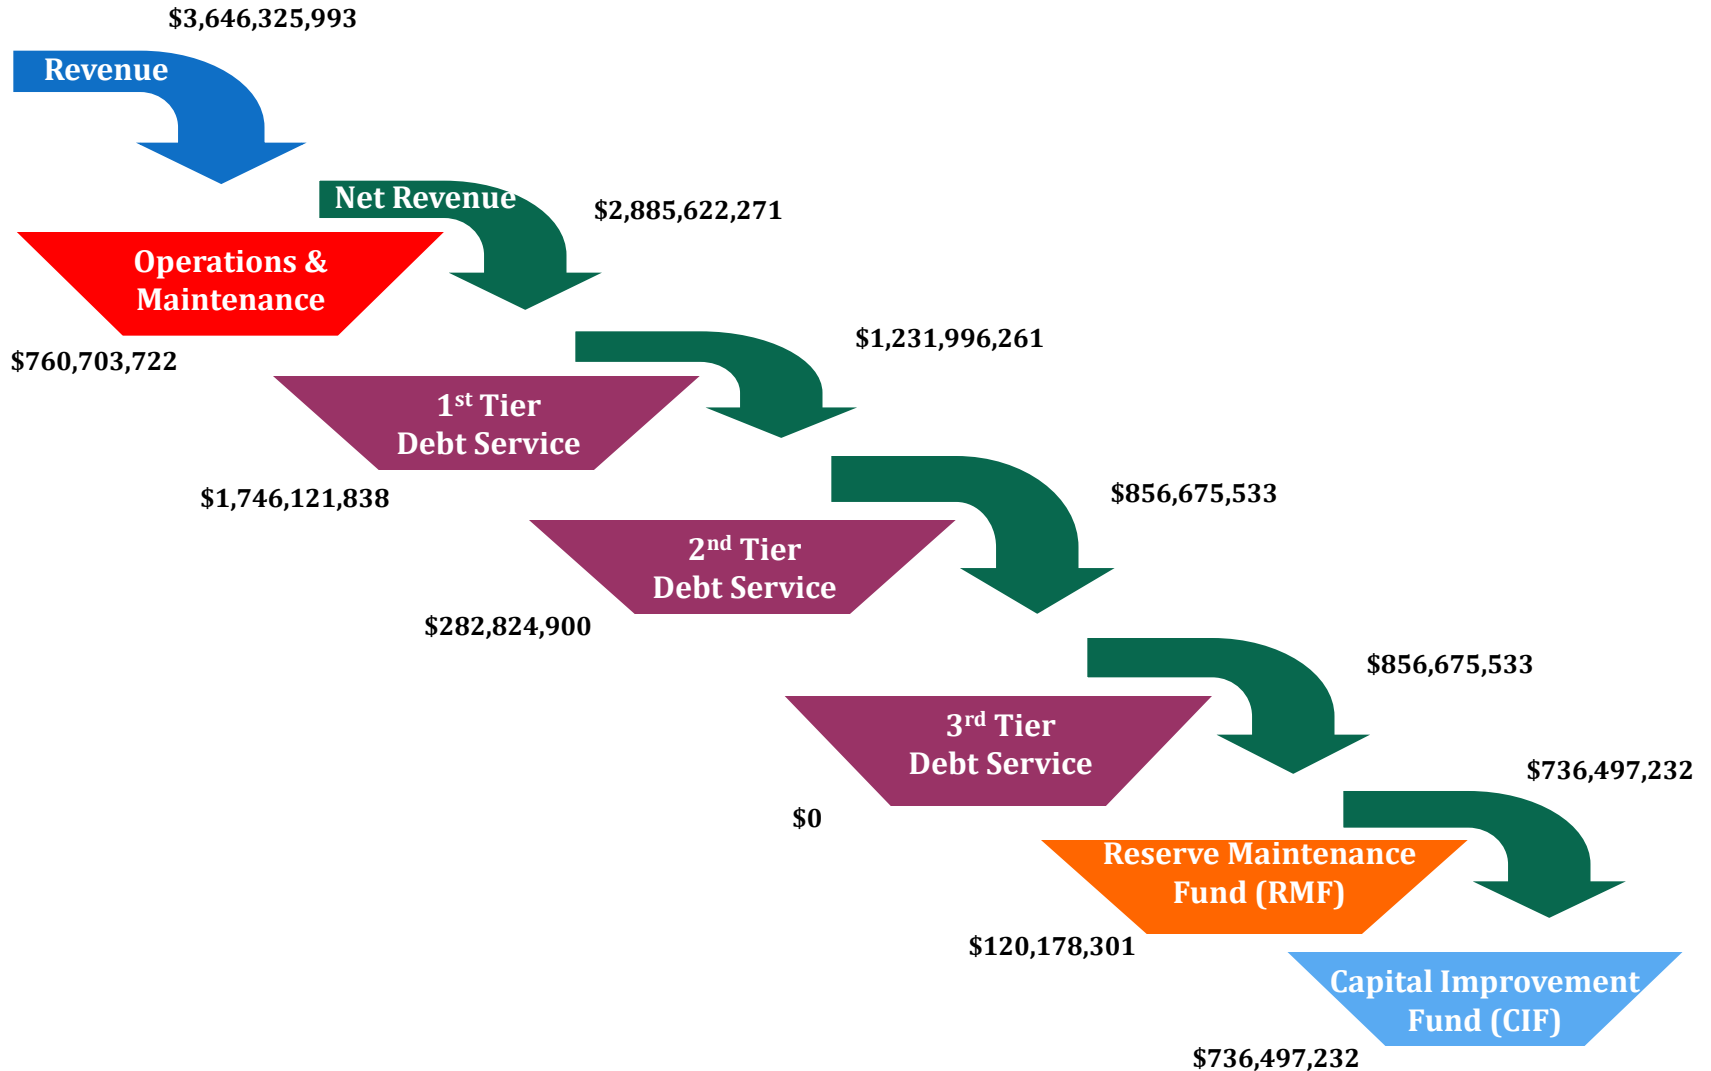 $3,646,325,993
Revenue
Net Revenue
$2,885,622,271
Operations &
Maintenance
$760,703,722
$1,231,996,261
1st Tier
Debt Service
$1,746,121,838
$856,675,533
2nd Tier
Debt Service
$282,824,900
$856,675,533
3rd Tier
Debt Service
$0
$736,497,232
Reserve Maintenance
Fund (RMF)
$120,178,301
Capital Improvement
Fund (CIF)
$736,497,232